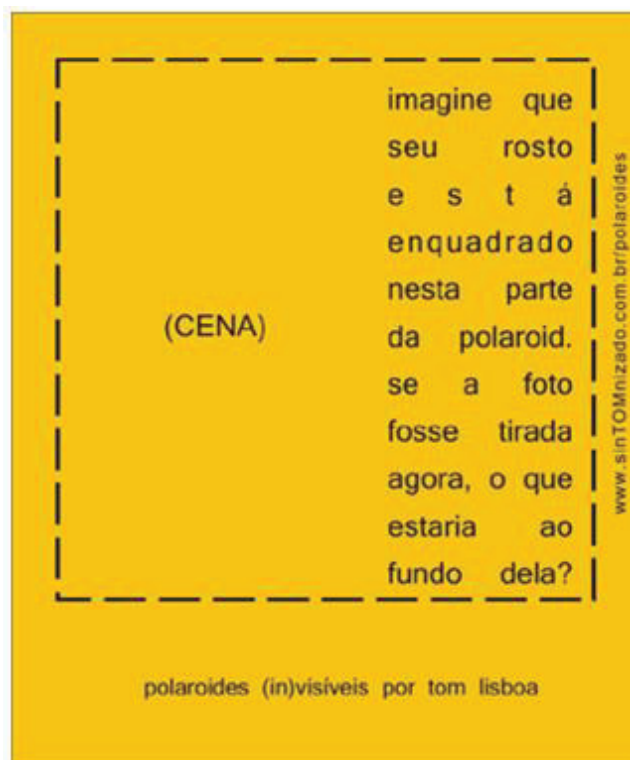 imagine que
seu rosto
e s t á
enquadrado
nesta parte
da polaroid.
se a foto
fosse tirada
agora, o que
estaria ao
fundo dela?
(CENA)
www.sinTOMnizado.com.br/polaroides
polaroides (in)visíveis por tom lisboa